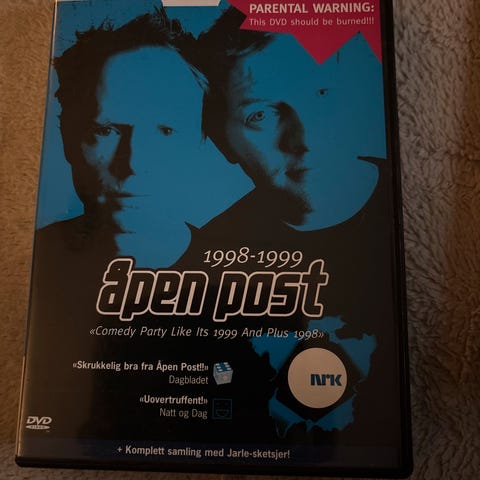 PARENTAL WARNING:
This DVD should be burned!!!
1998-1999
åpen post
«Comedy Party Like Its 1999 And Plus 1998»
«Skrukkelig bra fra Åpen Post!!»
Dagbladet
«Uovertruffent!»
Natt og Dag
NRK
DVD
VIDEO
+ Komplett samling med Jarle-sketsjer!